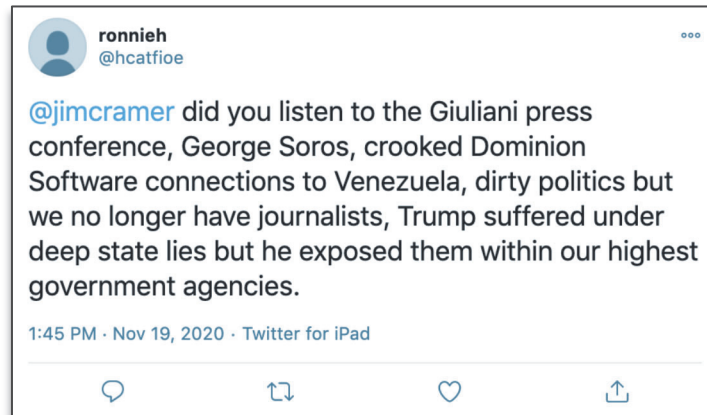 ronnieh
@hcatfioe
@jimcramer did you listen to the Giuliani press
conference, George Soros, crooked Dominion
Software connections to Venezuela, dirty politics but
we no longer have journalists, Trump suffered under
deep state lies but he exposed them within our highest
government agencies.
1:45 PM · Nov 19, 2020 · Twitter for iPad